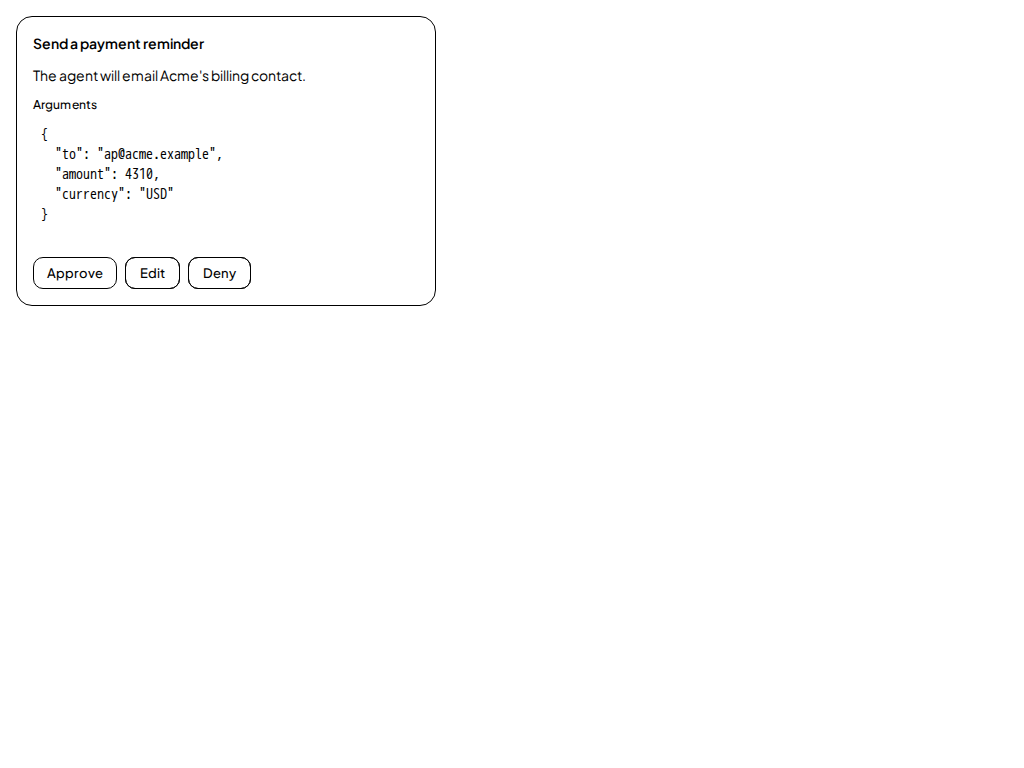 Send a payment reminder
The agent will email Acme's billing contact.
Arguments
{
  "to": "ap@acme.example",
  "amount": 4310,
  "currency": "USD"
}
Approve
Edit
Deny